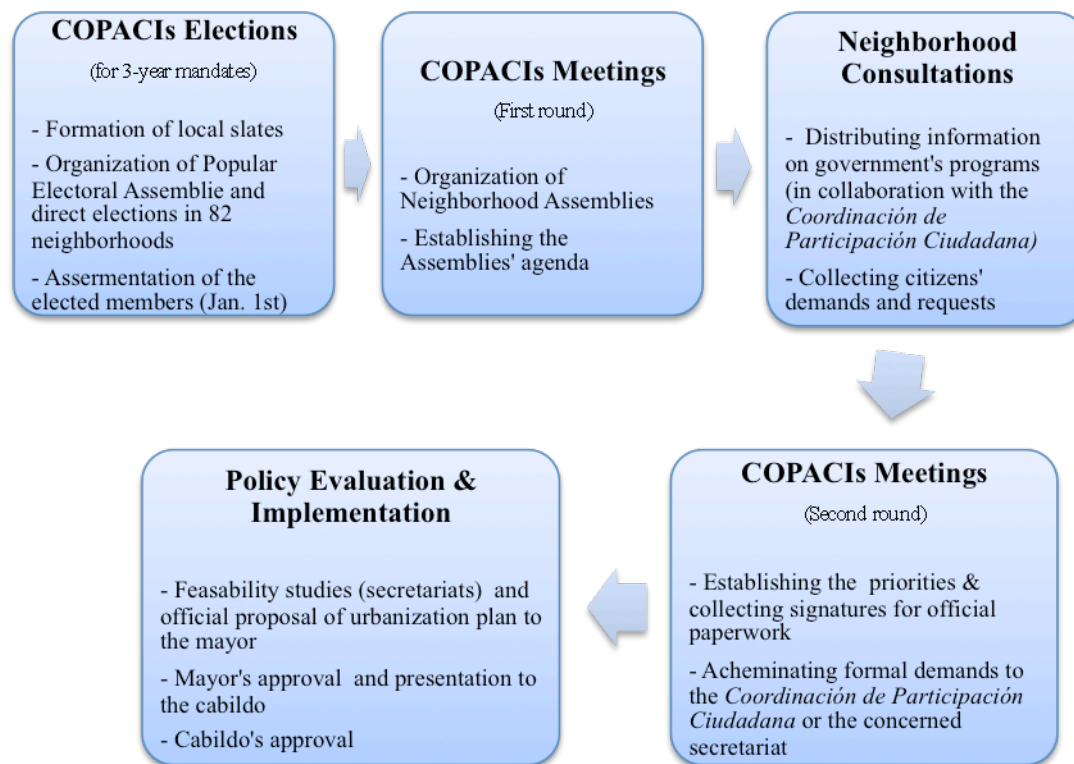 COPACIs Elections
(for 3-year mandates)
- Formation of local slates
- Organization of Popular
Electoral Assemblie and
direct elections in 82
neighborhoods
- Assermentation of the
elected members (Jan. 1st)
COPACIs Meetings
(First round)
- Organization of
Neighborhood Assemblies
- Establishing the
Assemblies' agenda
Neighborhood
Consultations
- Distributing information
on government's programs
(in collaboration with the
Coordinación de
Participación Ciudadana)
- Collecting citizens'
demands and requests
COPACIs Meetings
(Second round)
- Establishing the priorities &
collecting signatures for official
paperwork
- Acheminating formal demands to
the Coordinación de Participación
Ciudadana or the concerned
secretariat
Policy Evaluation &
Implementation
- Feasability studies (secretariats) and
official proposal of urbanization plan to
the mayor
- Mayor's approval and presentation to
the cabildo
- Cabildo's approval